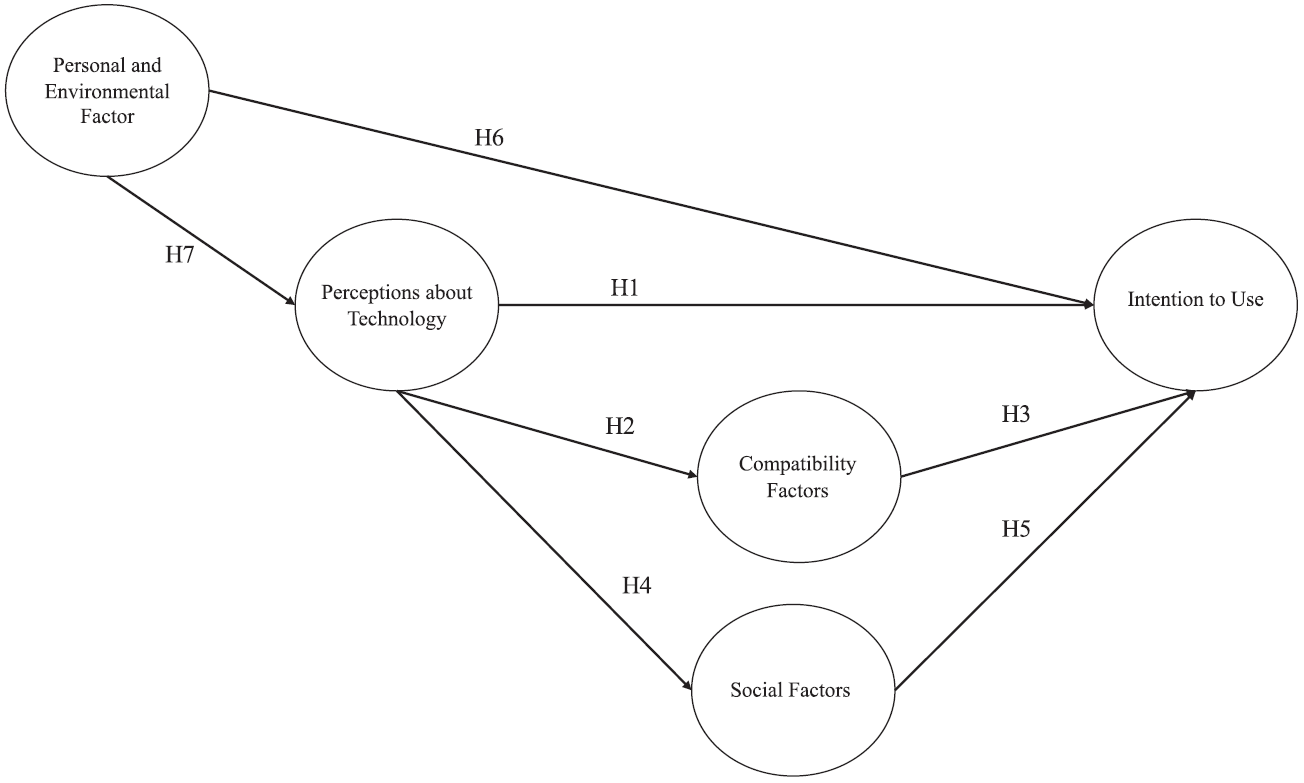 Personal and
Environmental
Factor
H6
H7
Perceptions about
Technology
H1
Intention to Use
H2
H3
Compatibility
Factors
H5
H4
Social Factors